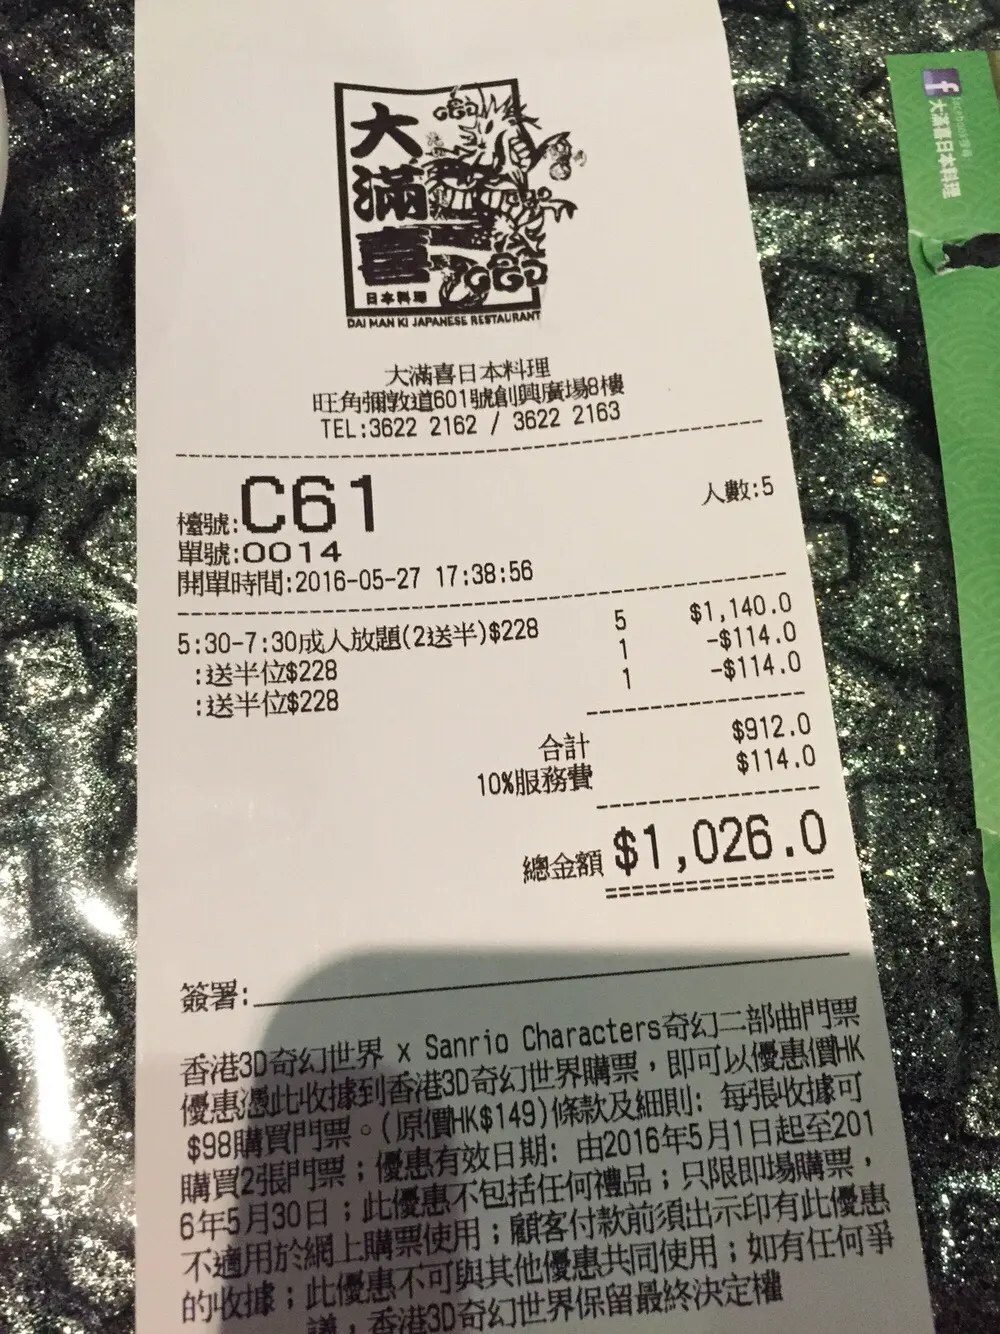 大
滿
喜
日本料理
DAI MAN KI JAPANESE RESTAURANT
大滿喜日本料理
旺角彌敦道601號創興廣場8樓
TEL:3622 2162 / 3622 2163
檯號:C61 人數:5
單號:0014
開單時間:2016-05-27 17:38:56
5:30-7:30成人放題(2送半)$228 5 $1,140.0
:送半位$228 1 -$114.0
:送半位$228 1 -$114.0
合計 $912.0
10%服務費 $114.0
總金額 $1,026.0
簽署:
香港3D奇幻世界 x Sanrio Characters奇幻二部曲門票
優惠憑此收據到香港3D奇幻世界購票，即可以優惠價HK
$98購買門票。(原價HK$149)條款及細則: 每張收據可
購買2張門票；優惠有效日期: 由2016年5月1日起至201
6年5月30日；此優惠不包括任何禮品；只限即場購票，
不適用於網上購票使用；顧客付款前須出示印有此優惠
的收據；此優惠不可與其他優惠共同使用；如有任何爭
議，香港3D奇幻世界保留最終決定權
f
大滿喜日本料理